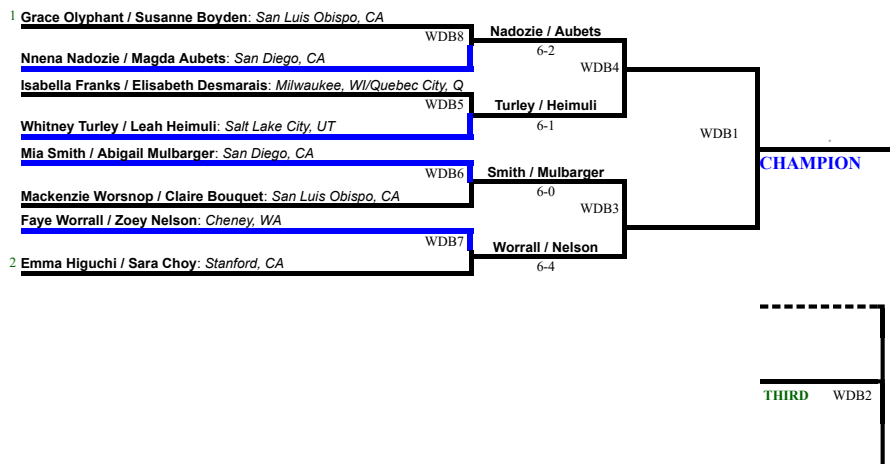 1 Grace Olyphant / Susanne Boyden: San Luis Obispo, CA
WDB8
Nadozie / Aubets
6-2
Nnena Nadozie / Magda Aubets: San Diego, CA
WDB4
Isabella Franks / Elisabeth Desmarais: Milwaukee, WI/Quebec City, Q
WDB5
Turley / Heimuli
6-1
Whitney Turley / Leah Heimuli: Salt Lake City, UT
WDB1
Mia Smith / Abigail Mulbarger: San Diego, CA
CHAMPION
WDB6
Smith / Mulbarger
6-0
Mackenzie Worsnop / Claire Bouquet: San Luis Obispo, CA
WDB3
Faye Worrall / Zoey Nelson: Cheney, WA
WDB7
Worrall / Nelson
6-4
2 Emma Higuchi / Sara Choy: Stanford, CA
THIRD WDB2